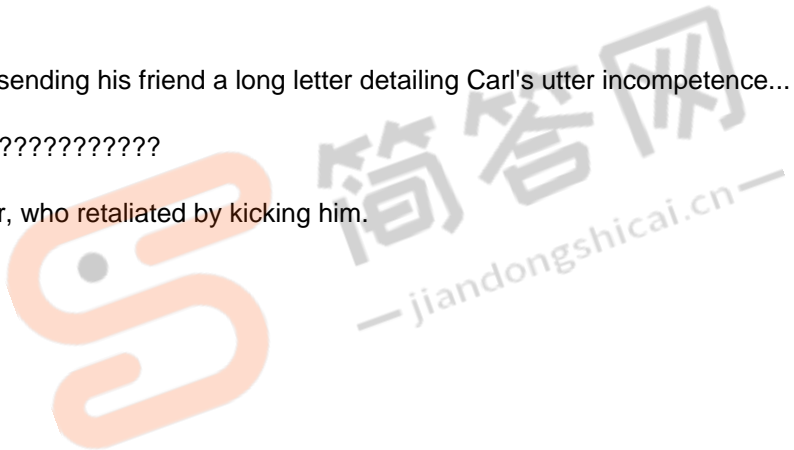 sending his friend a long letter detailing Carl's utter incompetence...
???????????
r, who retaliated by kicking him.
简答网
jiandongshicai.cn